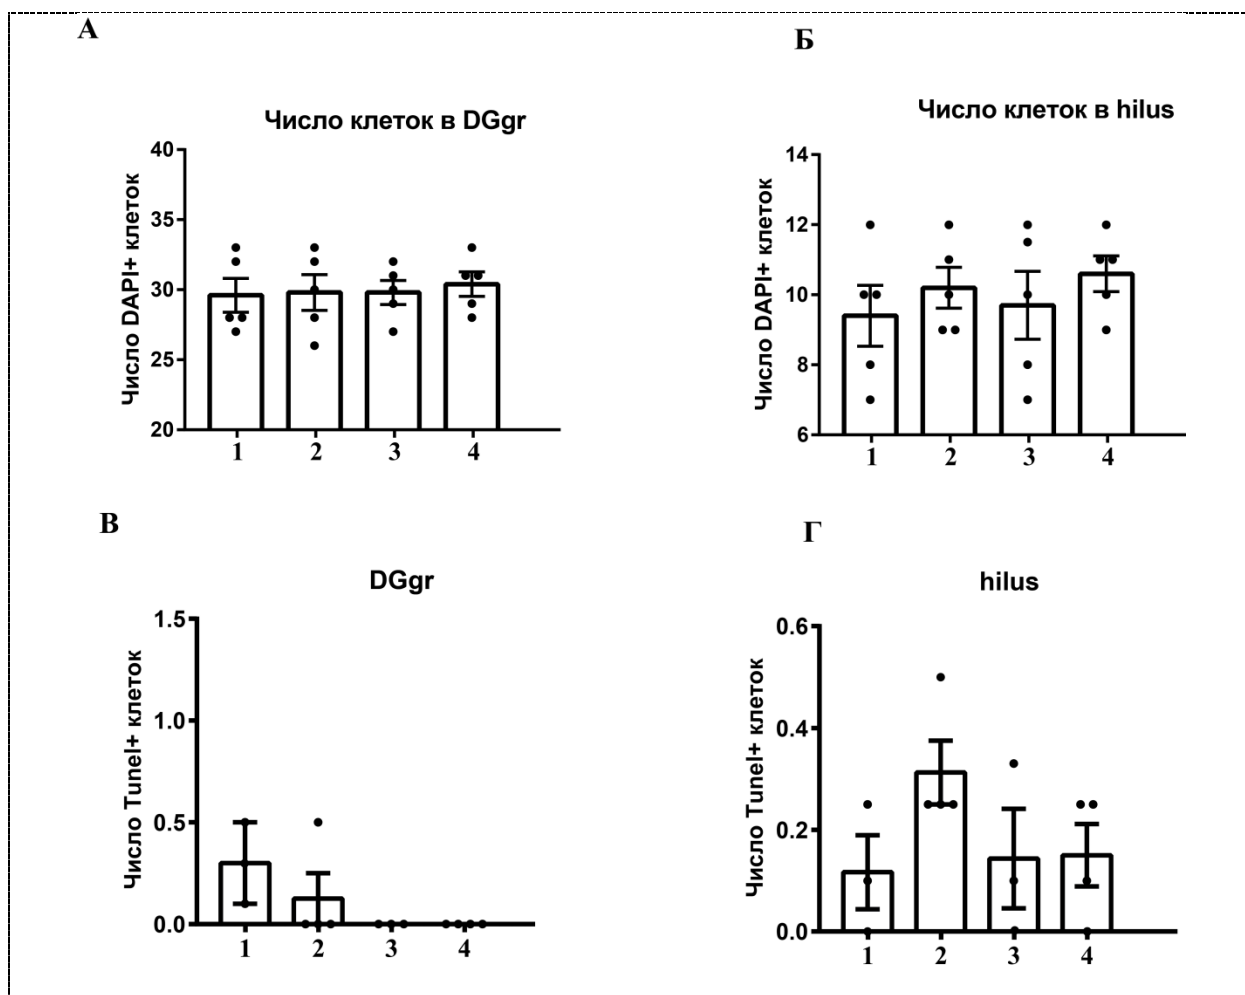 А
Число клеток в DGgr
Число DAPI+ клеток
40
35
30
25
20
1 2 3 4
Б
Число клеток в hilus
Число DAPI+ клеток
14
12
10
8
6
1 2 3 4
В
DGgr
Число Tunel+ клеток
1.5
1.0
0.5
0.0
1 2 3 4
Г
hilus
Число Tunel+ клеток
0.6
0.4
0.2
0.0
1 2 3 4